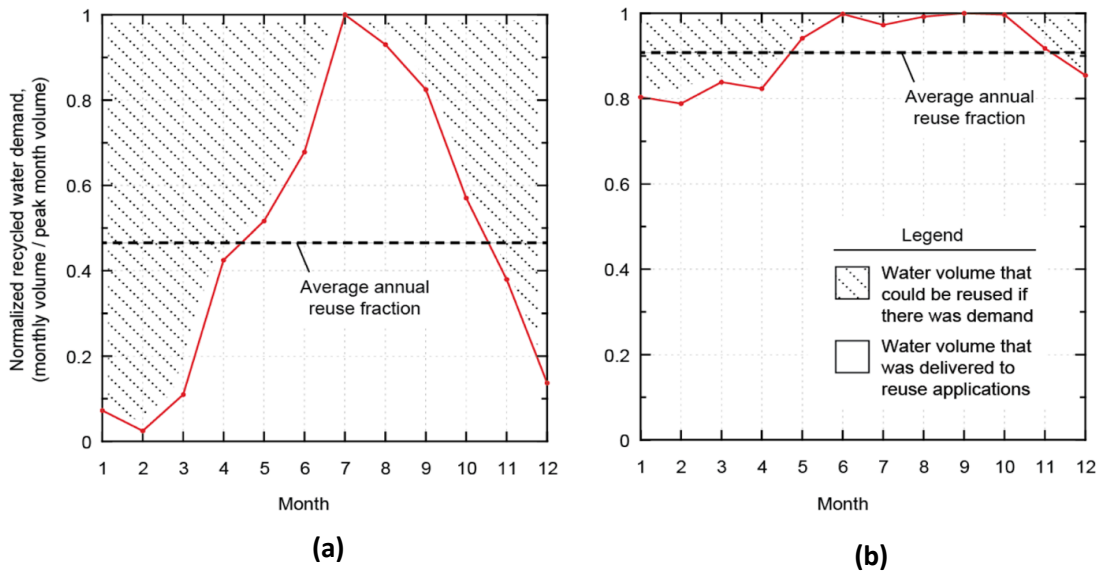 Normalized recycled water demand,
(monthly volume / peak month volume)
1
0.8
0.6
0.4
0.2
0
Average annual
reuse fraction
1 2 3 4 5 6 7 8 9 10 11 12
Month
(a)
1
0.8
0.6
0.4
0.2
0
Average annual
reuse fraction
Legend
Water volume that
could be reused if
there was demand
Water volume that
was delivered to
reuse applications
1 2 3 4 5 6 7 8 9 10 11 12
Month
(b)